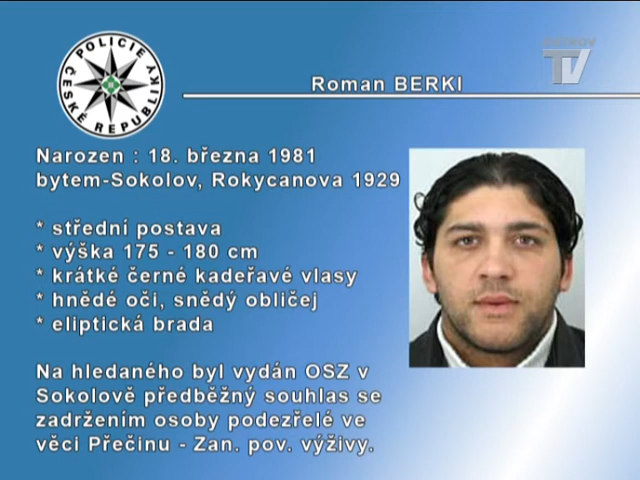 POLICIE
ČESKÉ REPUBLIKY
TV
Roman BERKI
Narozen : 18. března 1981
bytem-Sokolov, Rokycanova 1929
* střední postava
* výška 175 - 180 cm
* krátké černé kadeřavé vlasy
* hnědé oči, snědý obličej
* eliptická brada
Na hledaného byl vydán OSZ v
Sokolově předběžný souhlas se
zadržením osoby podezřelé ve
věci Přečinu - Zan. pov. výživy.